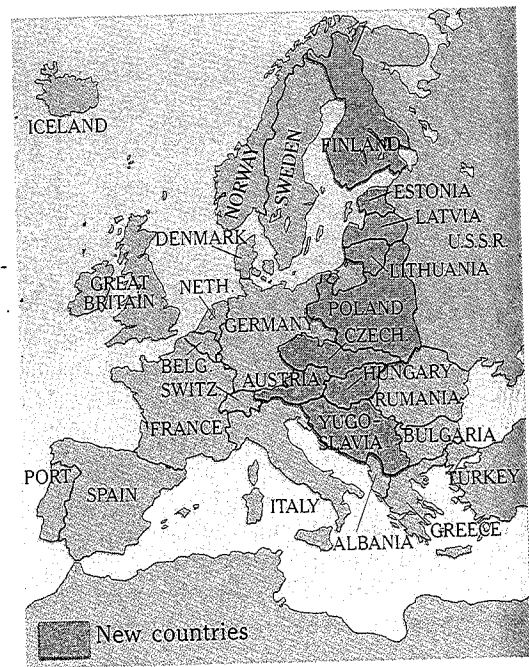 ICELAND
FINLAND
NORWAY
SWEDEN
ESTONIA
LATVIA
U.S.S.R.
DENMARK
LITHUANIA
GREAT
BRITAIN
NETH.
POLAND
GERMANY
CZECH.
BELG.
SWITZ.
AUSTRIA
HUNGARY
RUMANIA
FRANCE
YUGO-
SLAVIA
BULGARIA
PORT.
SPAIN
TURKEY
ITALY
ALBANIA
GREECE
New countries